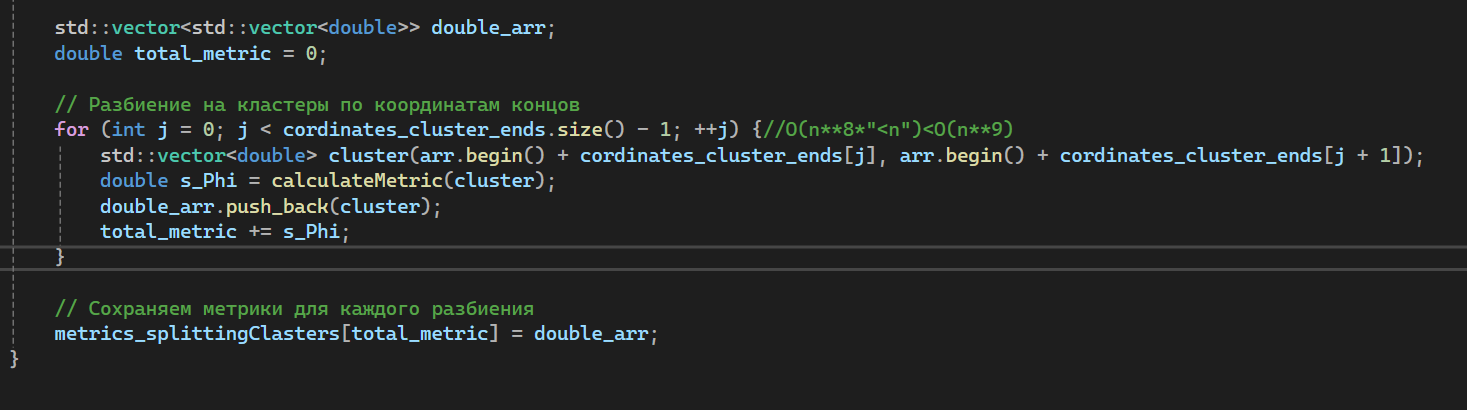 std::vector<std::vector<double>> double_arr;
double total_metric = 0;
// Разбиение на кластеры по координатам концов
for (int j = 0; j < cordinates_cluster_ends.size() - 1; ++j) {//O(n**8*"<n")<O(n**9)
std::vector<double> cluster(arr.begin() + cordinates_cluster_ends[j], arr.begin() + cordinates_cluster_ends[j + 1]);
double s_Phi = calculateMetric(cluster);
double_arr.push_back(cluster);
total_metric += s_Phi;
}
// Сохраняем метрики для каждого разбиения
metrics_splittingClasters[total_metric] = double_arr;
}